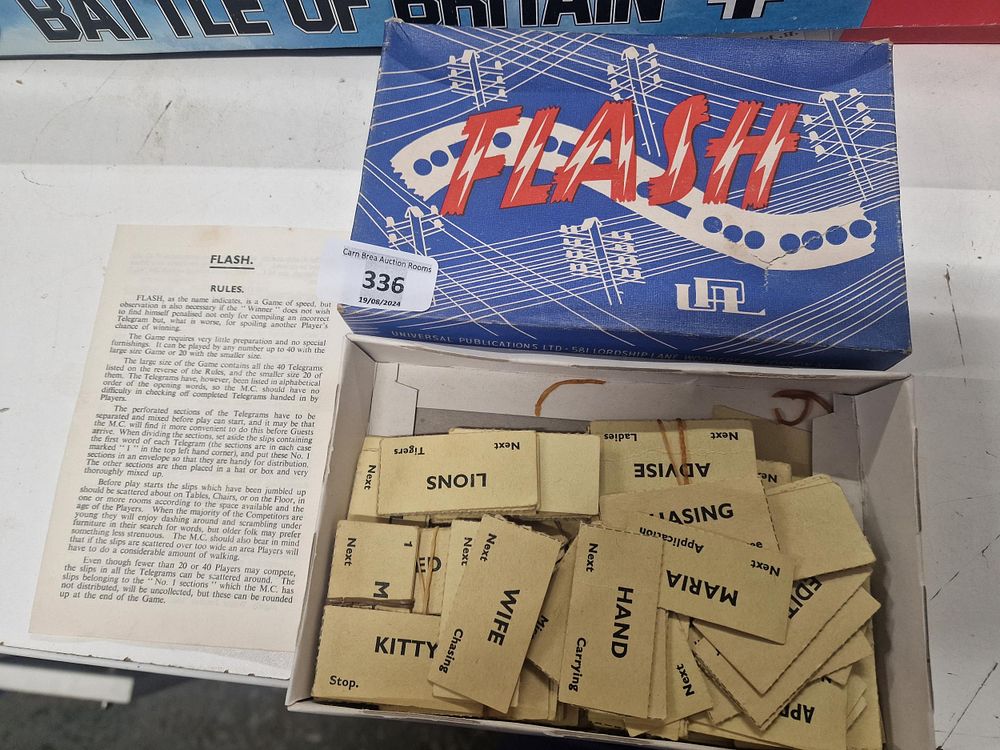 BATTLE OF BRITAIN
FLASH
UPL
UNIVERSAL PUBLICATIONS LTD - 581 LORDSHIP LANE, WOOD
Carn Brea Auction Rooms
336
19/08/2024
FLASH.
RULES.
FLASH, as the name indicates, is a Game of speed, but
observation is also necessary if the "Winner" does not wish
to find himself penalised not only for compiling an incorrect
Telegram but, what is worse, for spoiling another Player's
chance of winning.
The Game requires very little preparation and no special
furnishings. It can be played by any number up to 40 with the
large size Game or 20 with the smaller size.
The large size of the Game contains all the 40 Telegrams
listed on the reverse of the Rules, and the smaller size 20 of
them. The Telegrams have, however, been listed in alphabetical
order of the opening words, so the M.C. should have no
difficulty in checking off completed Telegrams handed in by
Players.
The perforated sections of the Telegrams have to be
separated and mixed before play can start, and it may be that
the M.C. will find it more convenient to do this before Guests
arrive. When dividing the sections, set aside the slips containing
the first word of each Telegram (the sections are in each case
marked "1" in the top left hand corner), and put these No. 1
sections in an envelope so that they are handy for distribution.
The other sections are then placed in a hat or box and very
thoroughly mixed up.
Before play starts the slips which have been jumbled up
should be scattered about on Tables, Chairs, or on the Floor, in
one or more rooms according to the space available and the
age of the Players. When the majority of the Competitors are
young they will enjoy dashing around and scrambling under
furniture in their search for words, but older folk may prefer
something less strenuous. The M.C. should also bear in mind
that if the slips are scattered over too wide an area Players will
have to do a considerable amount of walking.
Even though fewer than 20 or 40 Players may compete,
the slips in all the Telegrams can be scattered around. The
slips belonging to the "No. 1 sections" which the M.C. has
not distributed, will be uncollected, but these can be rounded
up at the end of the Game.
Tigers
Next
LIONS
Next
Ladies
Next
ADVISE
Next
ASING
Application
Next
MARIA
Next
1
M
KITTY
Stop.
Next
Next
WIFE
Chasing
Next
HAND
Carrying
Next
EDIT
AP